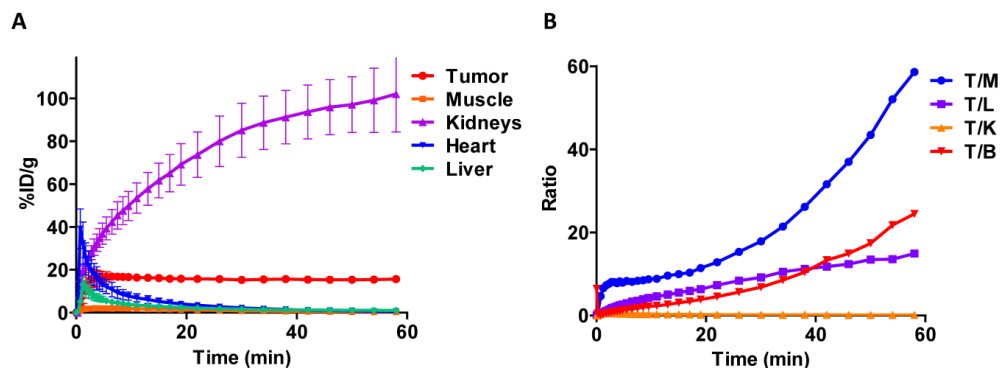 A
%ID/g
100
80
60
40
20
0
0 20 40 60
Time (min)
Tumor
Muscle
Kidneys
Heart
Liver
B
Ratio
60
40
20
0
0 20 40 60
Time (min)
T/M
T/L
T/K
T/B